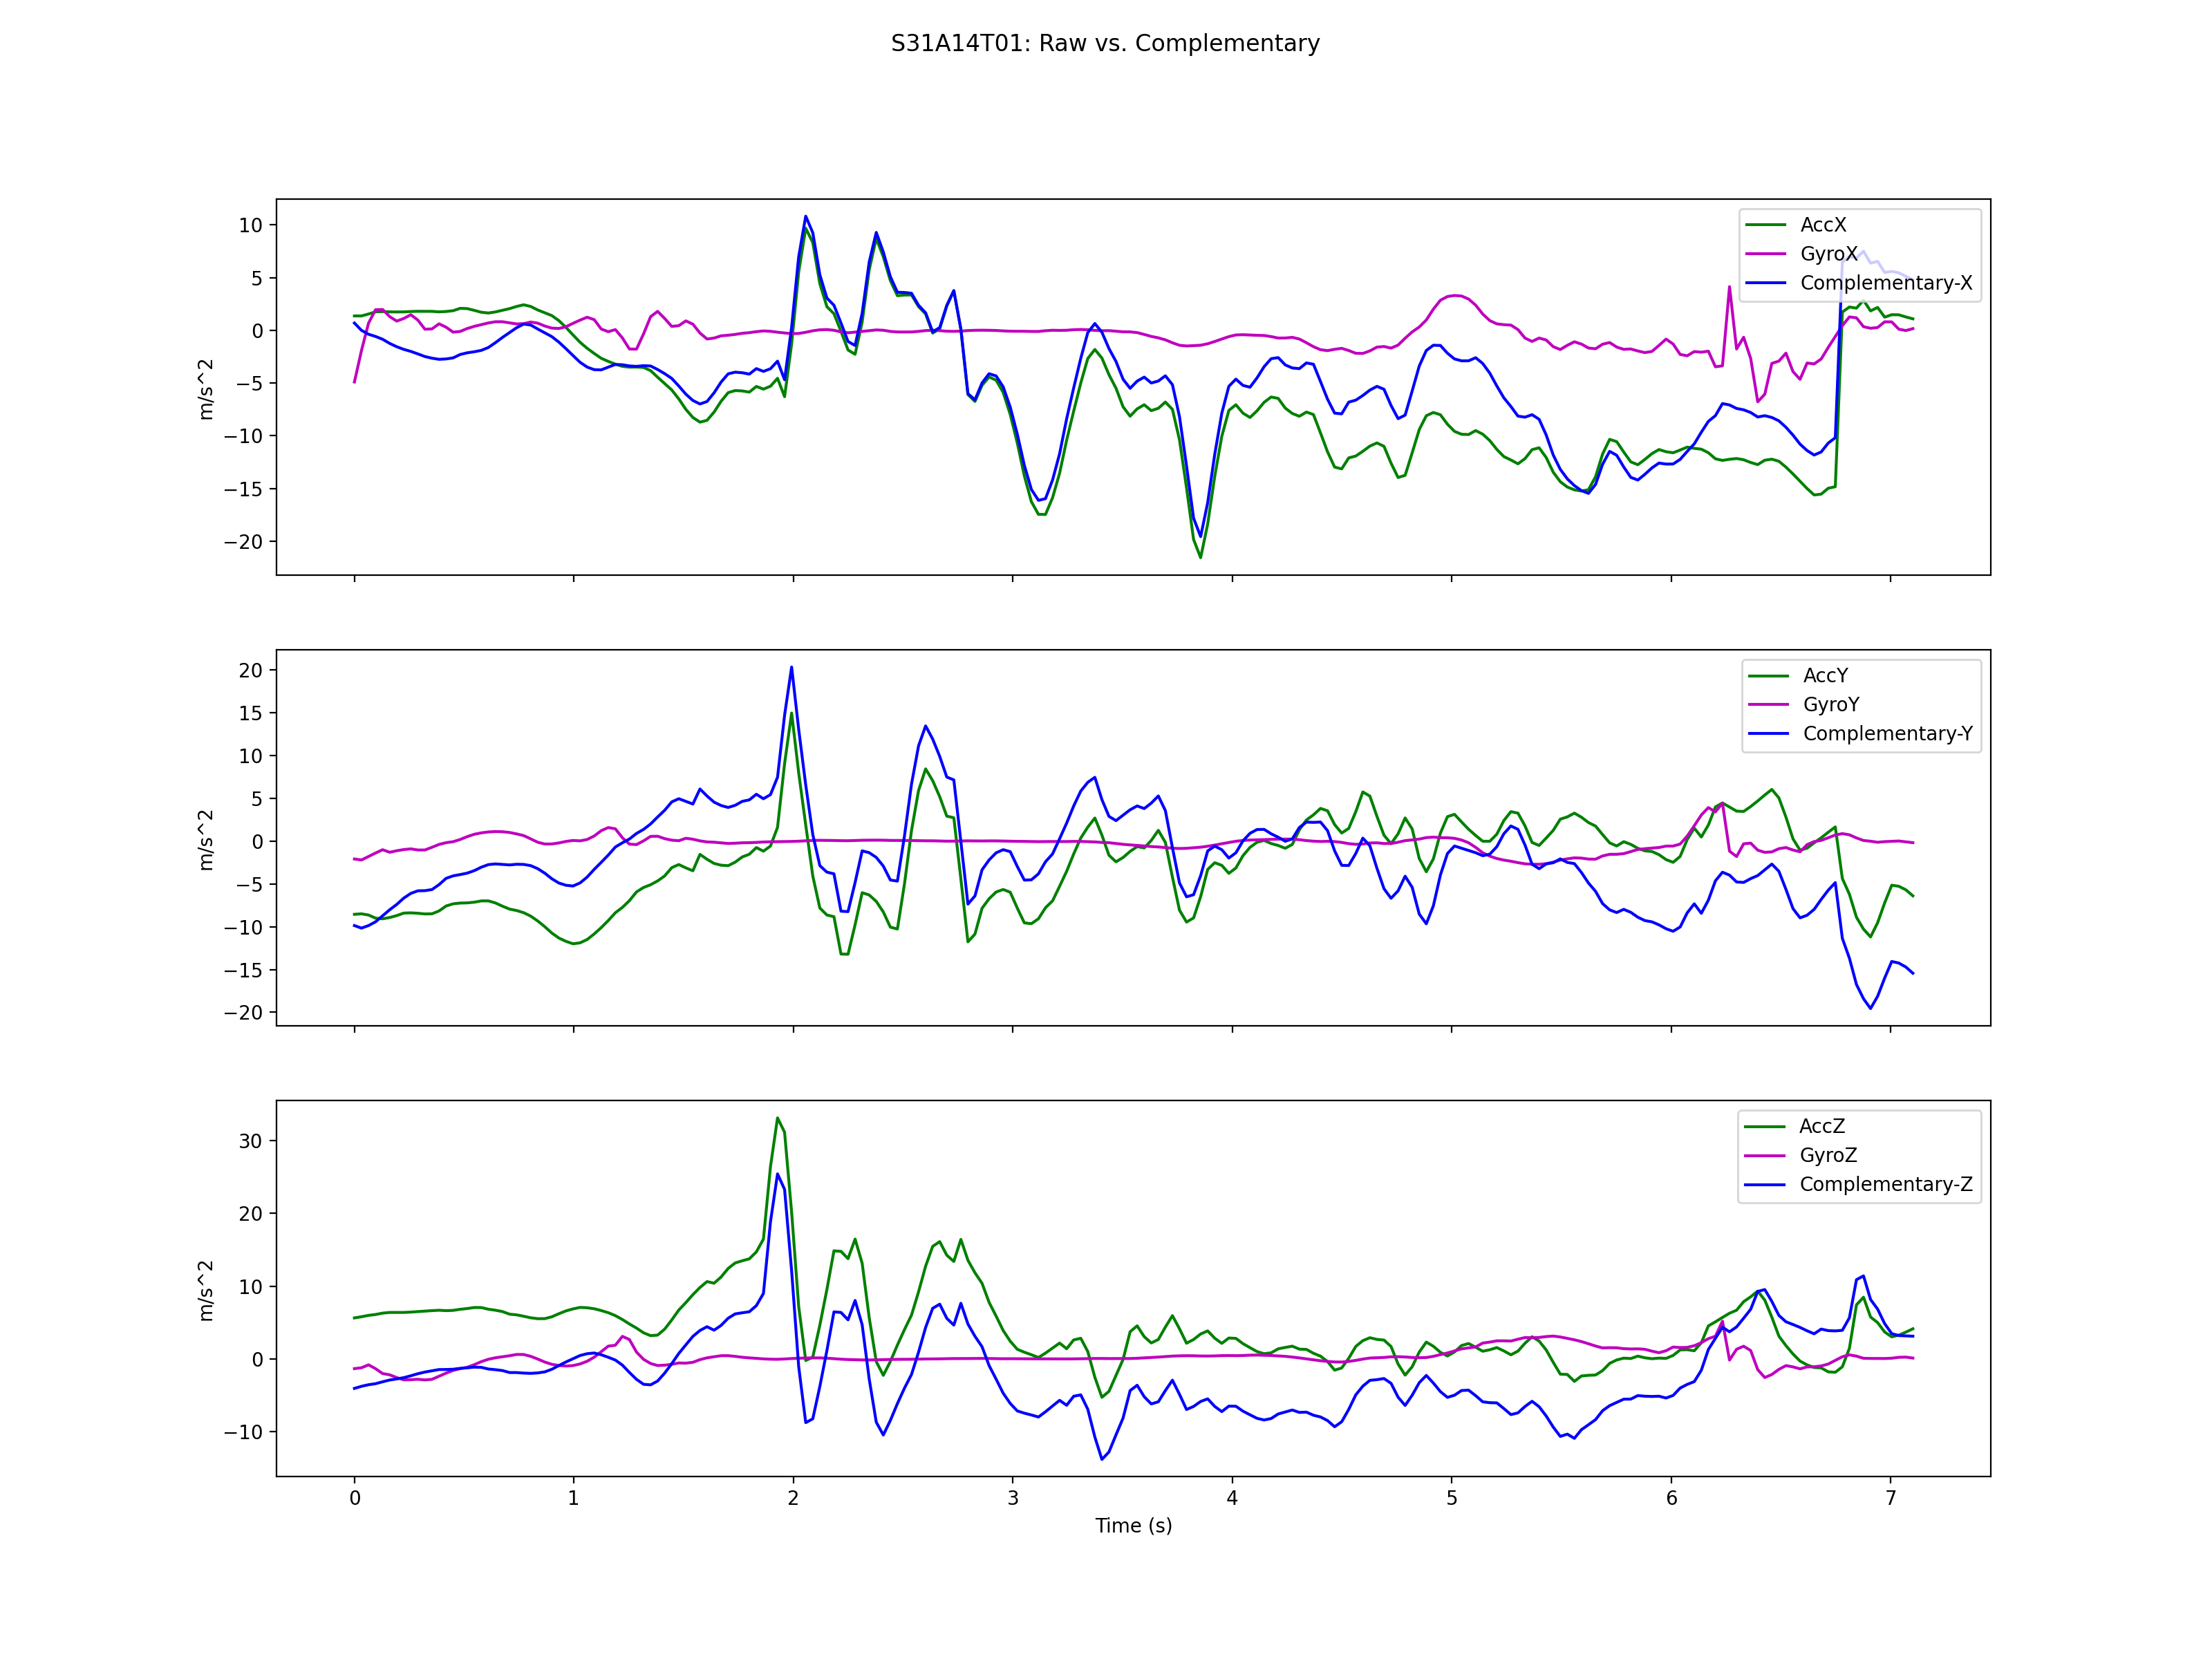 S31A14T01: Raw vs. Complementary
10
5
0
−5
−10
−15
−20
m/s^2
AccX
GyroX
Complementary-X
20
15
10
5
0
−5
−10
−15
−20
m/s^2
AccY
GyroY
Complementary-Y
30
20
10
0
−10
m/s^2
AccZ
GyroZ
Complementary-Z
0 1 2 3 4 5 6 7
Time (s)